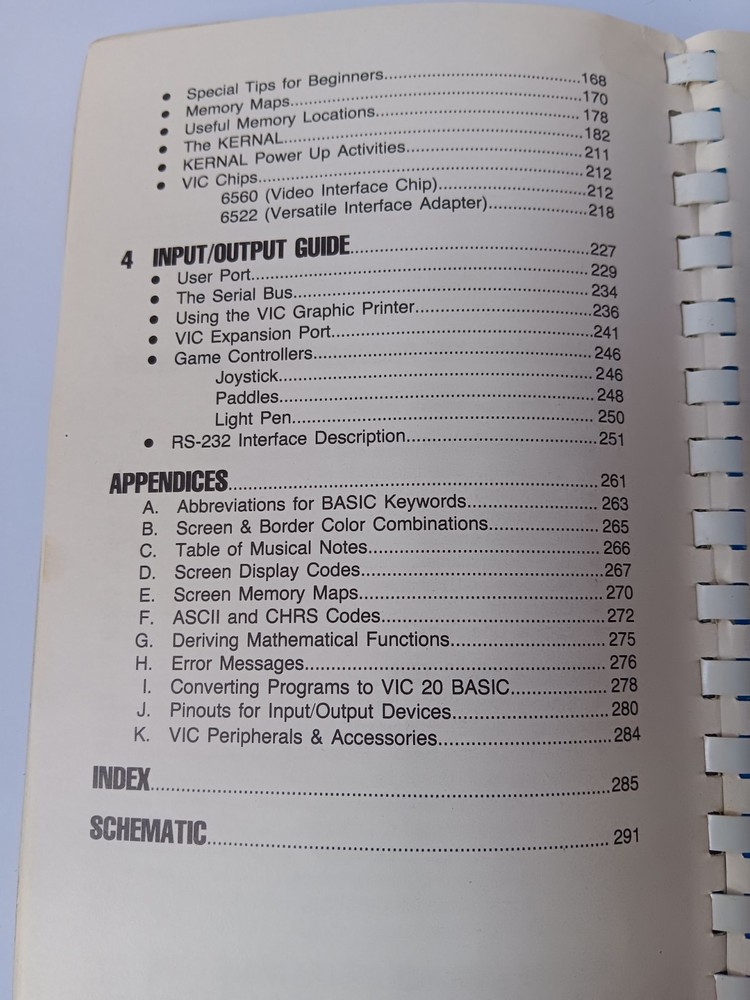 • Special Tips for Beginners..........168
• Memory Maps..........170
• Useful Memory Locations..........178
• The KERNAL..........182
• KERNAL Power Up Activities..........211
• VIC Chips..........212
6560 (Video Interface Chip)..........212
6522 (Versatile Interface Adapter)..........218
4 INPUT/OUTPUT GUIDE..........227
• User Port..........229
• The Serial Bus..........234
• Using the VIC Graphic Printer..........236
• VIC Expansion Port..........241
• Game Controllers..........246
Joystick..........246
Paddles..........248
Light Pen..........250
• RS-232 Interface Description..........251
APPENDICES..........261
A. Abbreviations for BASIC Keywords..........263
B. Screen & Border Color Combinations..........265
C. Table of Musical Notes..........266
D. Screen Display Codes..........267
E. Screen Memory Maps..........270
F. ASCII and CHRS Codes..........272
G. Deriving Mathematical Functions..........275
H. Error Messages..........276
I. Converting Programs to VIC 20 BASIC..........278
J. Pinouts for Input/Output Devices..........280
K. VIC Peripherals & Accessories..........284
INDEX..........285
SCHEMATIC..........291